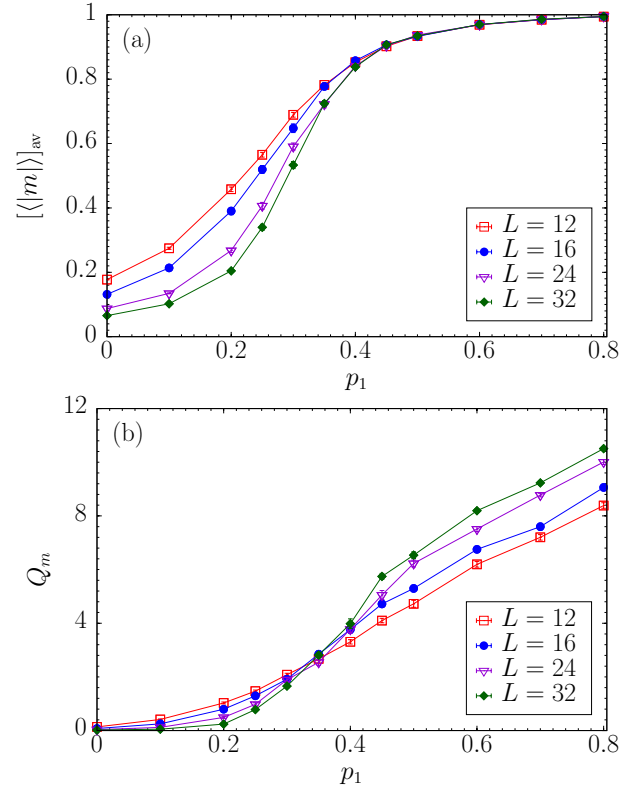 (a)
[⟨|m|⟩]av
1
0.8
0.6
0.4
0.2
0
L = 12
L = 16
L = 24
L = 32
0 0.2 0.4 0.6 0.8
p1
(b)
Qm
12
8
4
0
L = 12
L = 16
L = 24
L = 32
0 0.2 0.4 0.6 0.8
p1